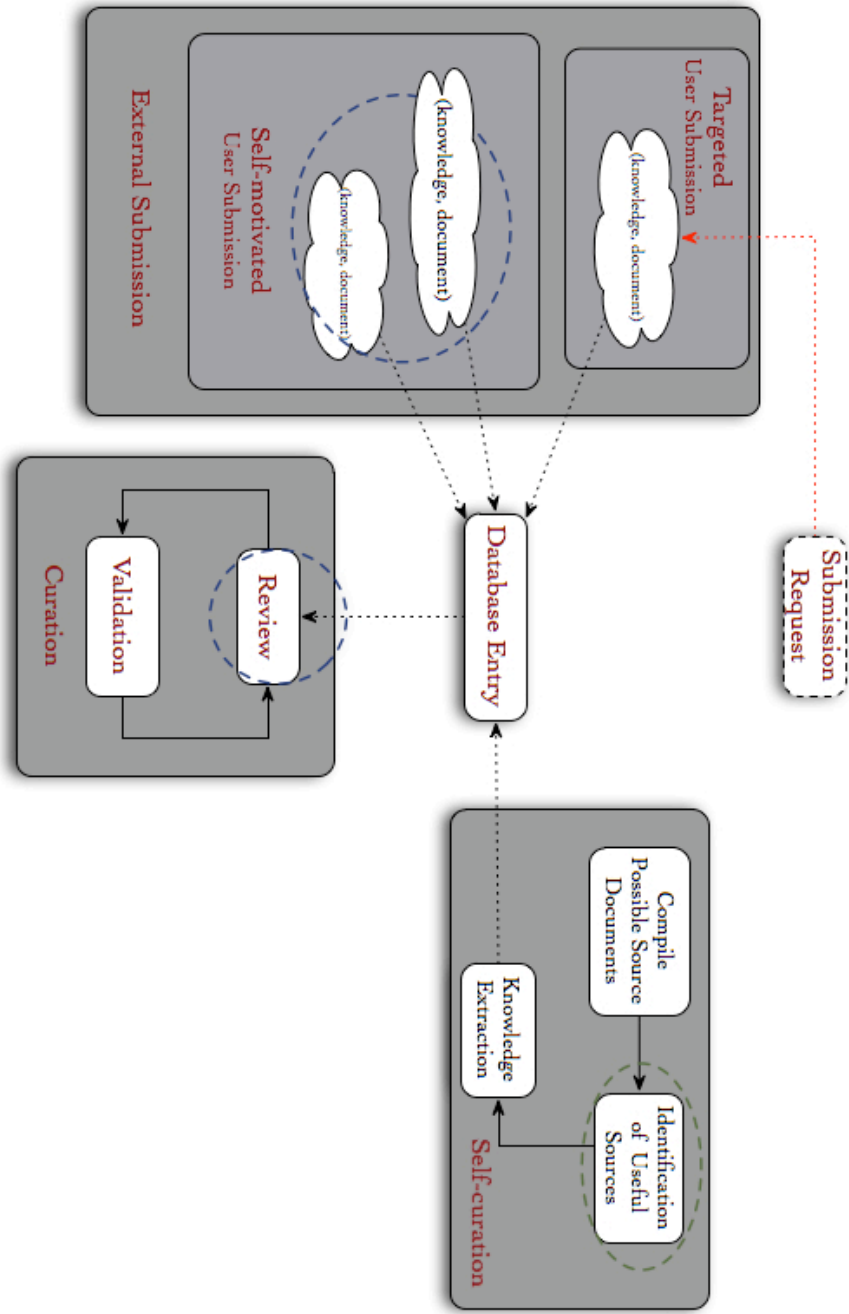 Submission
Request
Targeted
User Submission
(knowledge, document)
Self-motivated
User Submission
(knowledge, document)
(knowledge, document)
External Submission
Database Entry
Compile
Possible Source
Documents
Identification
of Useful
Sources
Knowledge
Extraction
Self-curation
Review
Validation
Curation